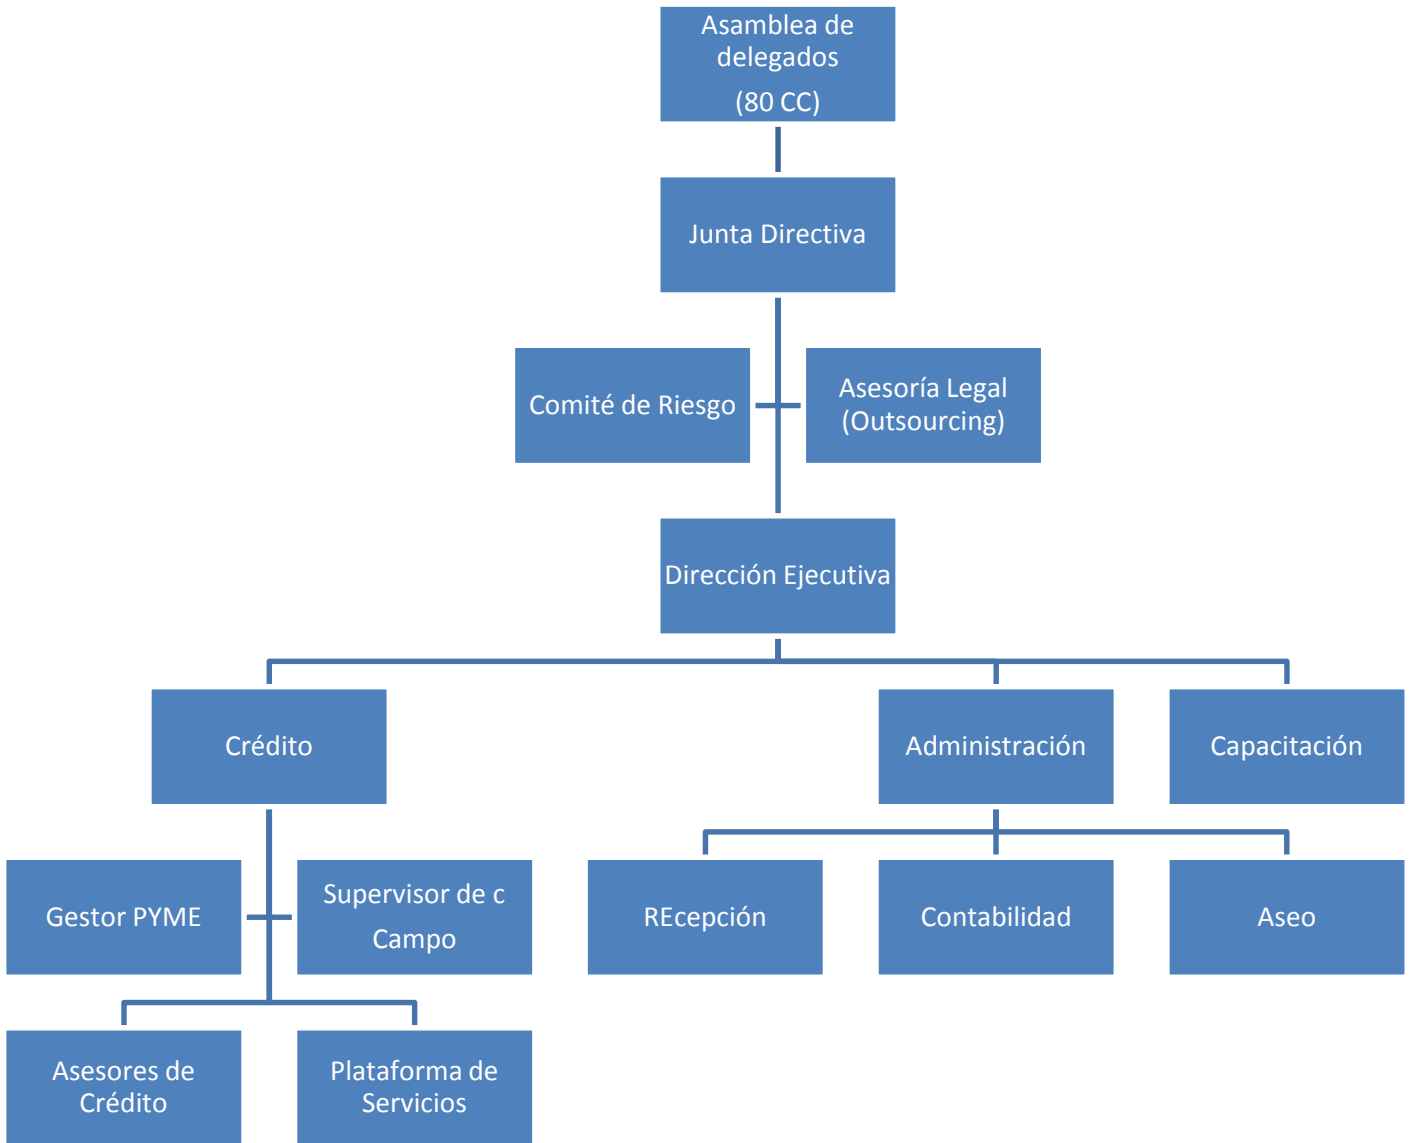 Asamblea de
delegados
(80 CC)
Junta Directiva
Comité de Riesgo
Asesoría Legal
(Outsourcing)
Dirección Ejecutiva
Crédito
Administración
Capacitación
Gestor PYME
Supervisor de c
Campo
REcepción
Contabilidad
Aseo
Asesores de
Crédito
Plataforma de
Servicios